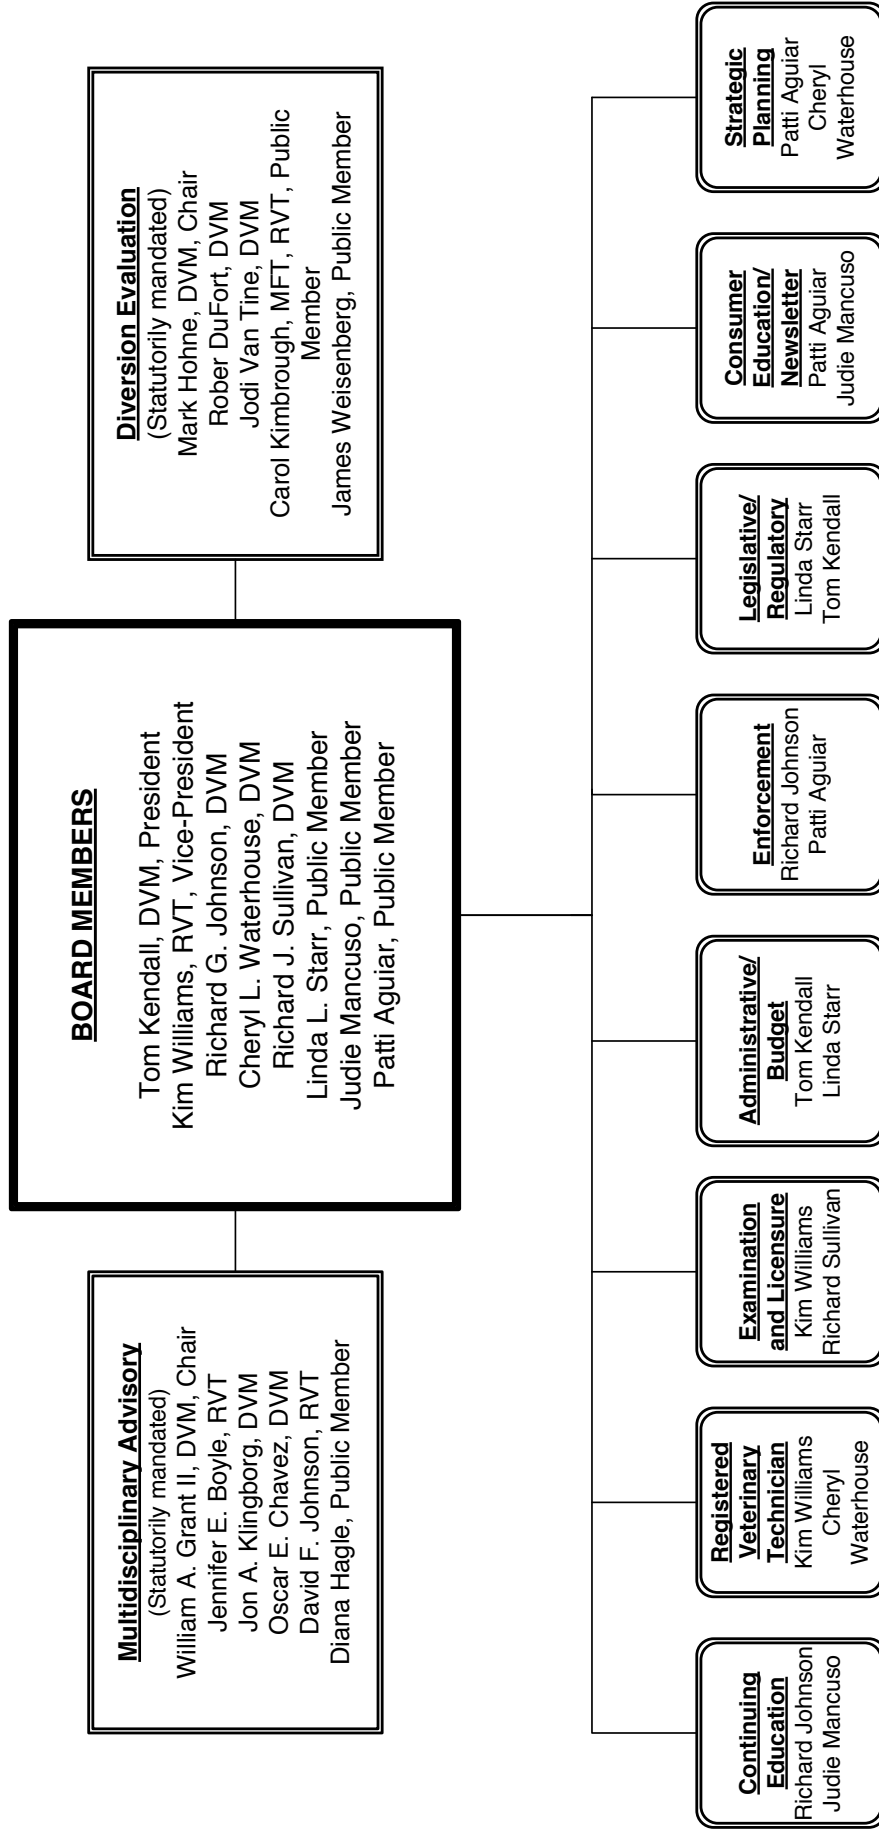 Multidisciplinary Advisory
(Statutorily mandated)
William A. Grant II, DVM, Chair
Jennifer E. Boyle, RVT
Jon A. Klingborg, DVM
Oscar E. Chavez, DVM
David F. Johnson, RVT
Diana Hagle, Public Member
BOARD MEMBERS
Tom Kendall, DVM, President
Kim Williams, RVT, Vice-President
Richard G. Johnson, DVM
Cheryl L. Waterhouse, DVM
Richard J. Sullivan, DVM
Linda L. Starr, Public Member
Judie Mancuso, Public Member
Patti Aguiar, Public Member
Diversion Evaluation
(Statutorily mandated)
Mark Hohne, DVM, Chair
Rober DuFort, DVM
Jodi Van Tine, DVM
Carol Kimbrough, MFT, RVT, Public
Member
James Weisenberg, Public Member
Continuing
Education
Richard Johnson
Judie Mancuso
Registered
Veterinary
Technician
Kim Williams
Cheryl
Waterhouse
Examination
and Licensure
Kim Williams
Richard Sullivan
Administrative/
Budget
Tom Kendall
Linda Starr
Enforcement
Richard Johnson
Patti Aguiar
Legislative/
Regulatory
Linda Starr
Tom Kendall
Consumer
Education/
Newsletter
Patti Aguiar
Judie Mancuso
Strategic
Planning
Patti Aguiar
Cheryl
Waterhouse